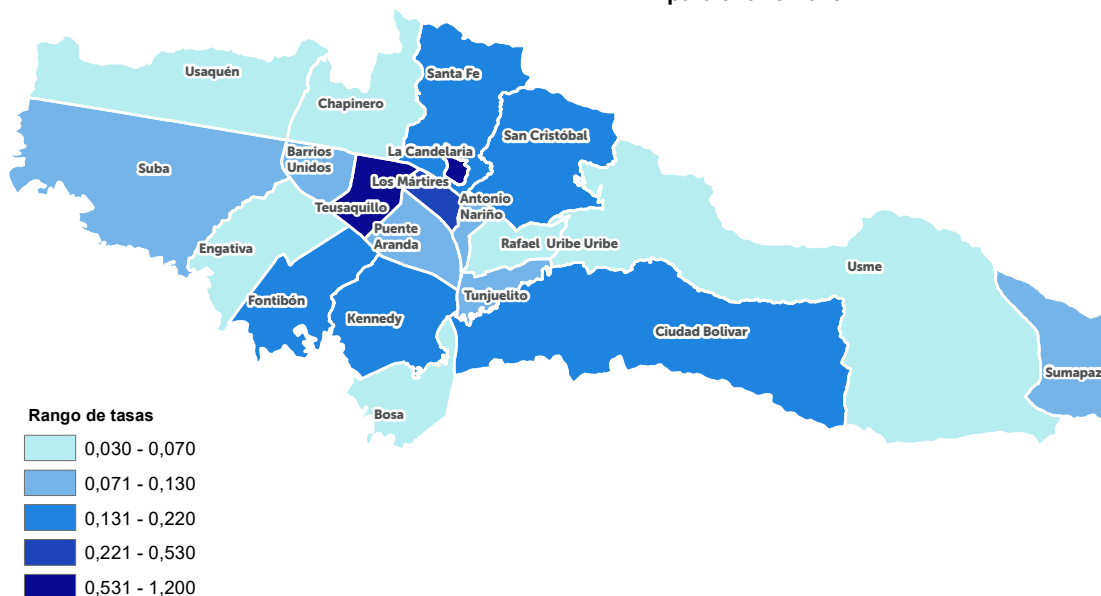 Usaquén
Santa Fe
Chapinero
San Cristóbal
La Candelaria
Barrios
Unidos
Suba
Los Mártires
Antonio
Nariño
Teusaquillo
Puente
Aranda
Engativa
Rafael Uribe Uribe
Usme
Fontibón
Tunjuelito
Kennedy
Ciudad Bolivar
Sumapaz
Bosa
Rango de tasas
0,030 - 0,070
0,071 - 0,130
0,131 - 0,220
0,221 - 0,530
0,531 - 1,200